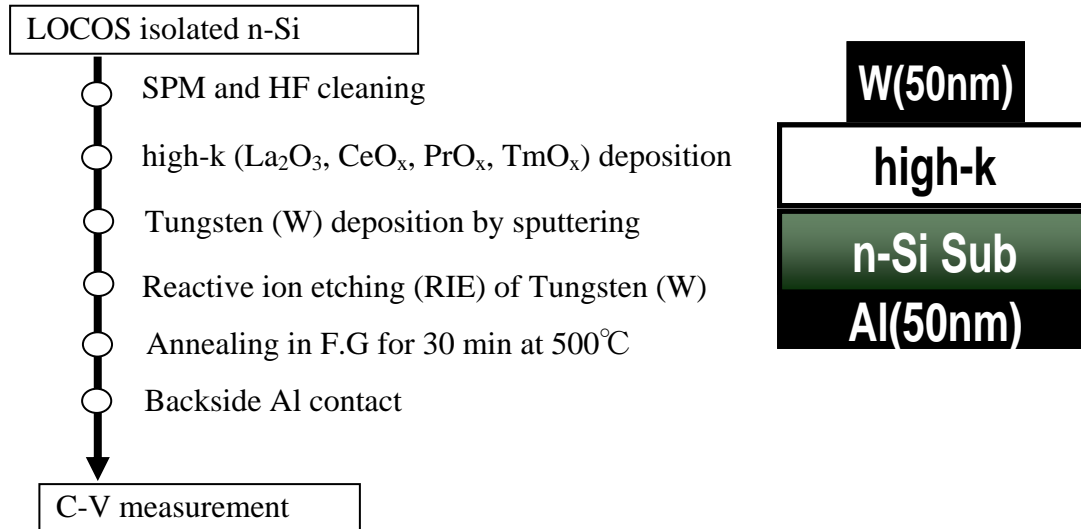 LOCOS isolated n-Si
SPM and HF cleaning
high-k (La₂O₃, CeOₓ, PrOₓ, TmOₓ) deposition
Tungsten (W) deposition by sputtering
Reactive ion etching (RIE) of Tungsten (W)
Annealing in F.G for 30 min at 500℃
Backside Al contact
C-V measurement
W(50nm)
high-k
n-Si Sub
Al(50nm)